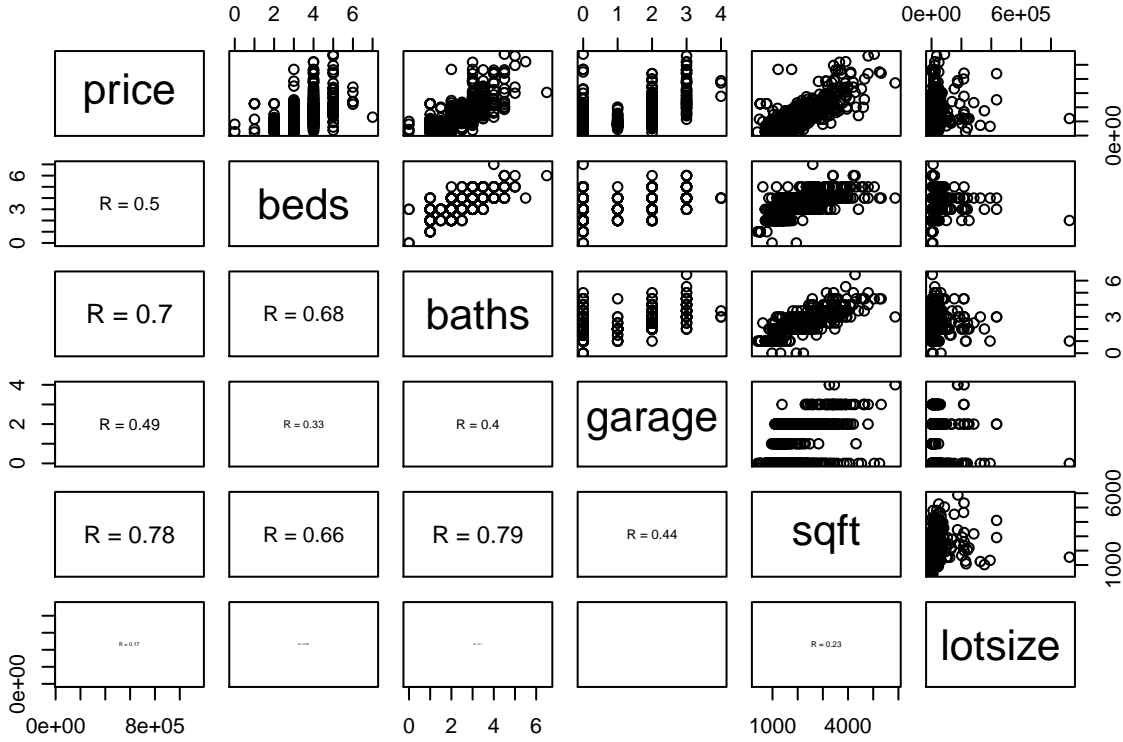 0 2 4 6 0 1 2 3 4 0e+00 6e+05
price
0e+00
0 3 6
R = 0.5
beds
R = 0.7
R = 0.68
baths
0 3 6
0 2 4
R = 0.49
R = 0.33
R = 0.4
garage
R = 0.78
R = 0.66
R = 0.79
R = 0.44
sqft
1000 6000
0e+00
R = 0.17
R = 0.23
lotsize
0e+00 8e+05 0 2 4 6 1000 4000